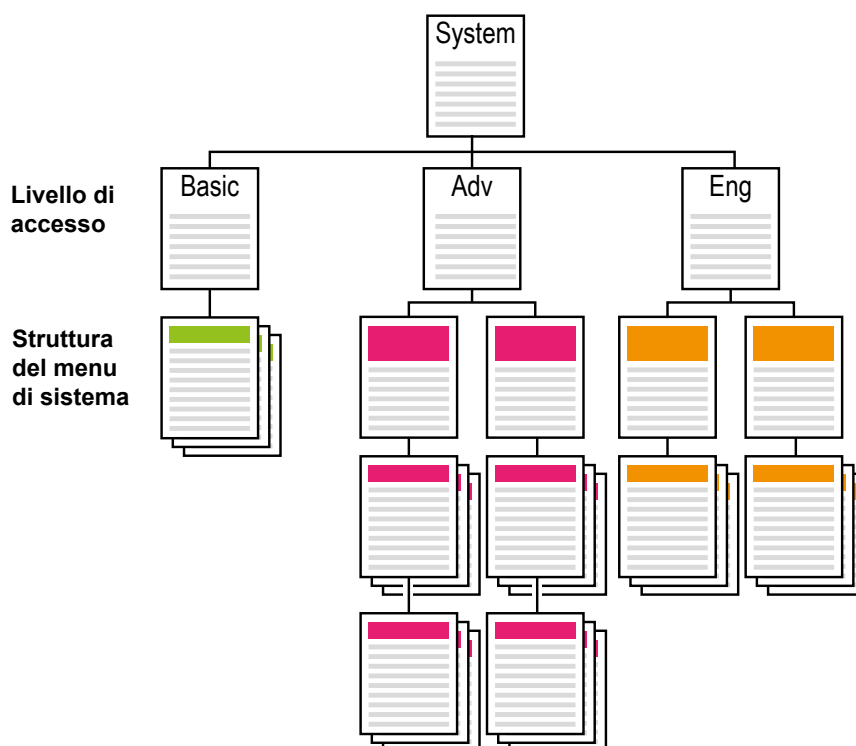 System
Basic
Adv
Eng
Livello di
accesso
Struttura
del menu
di sistema